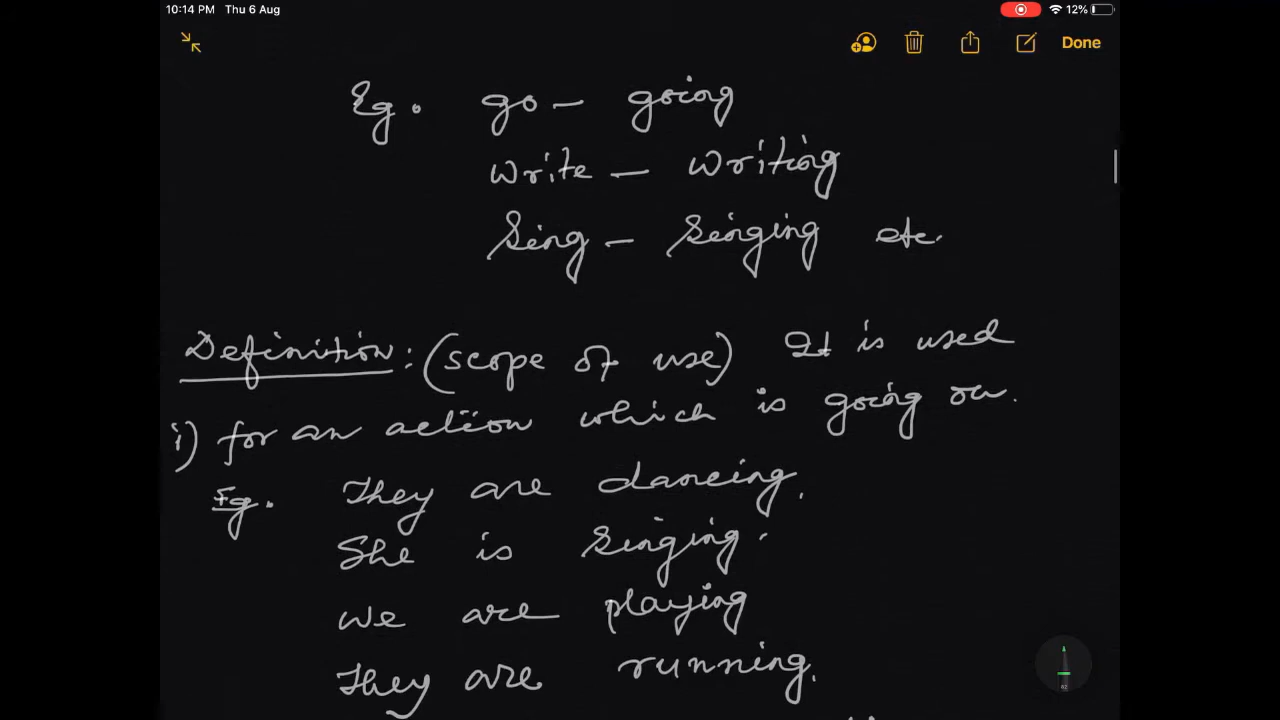 10:14 PM Thu 6 Aug 12%
Done
Eg. go - going
write - writing
Sing - Singing etc.
Definition: (scope of use) It is used
i) for an action which is going on.
Eg. They are dancing.
She is singing.
We are playing
They are running.